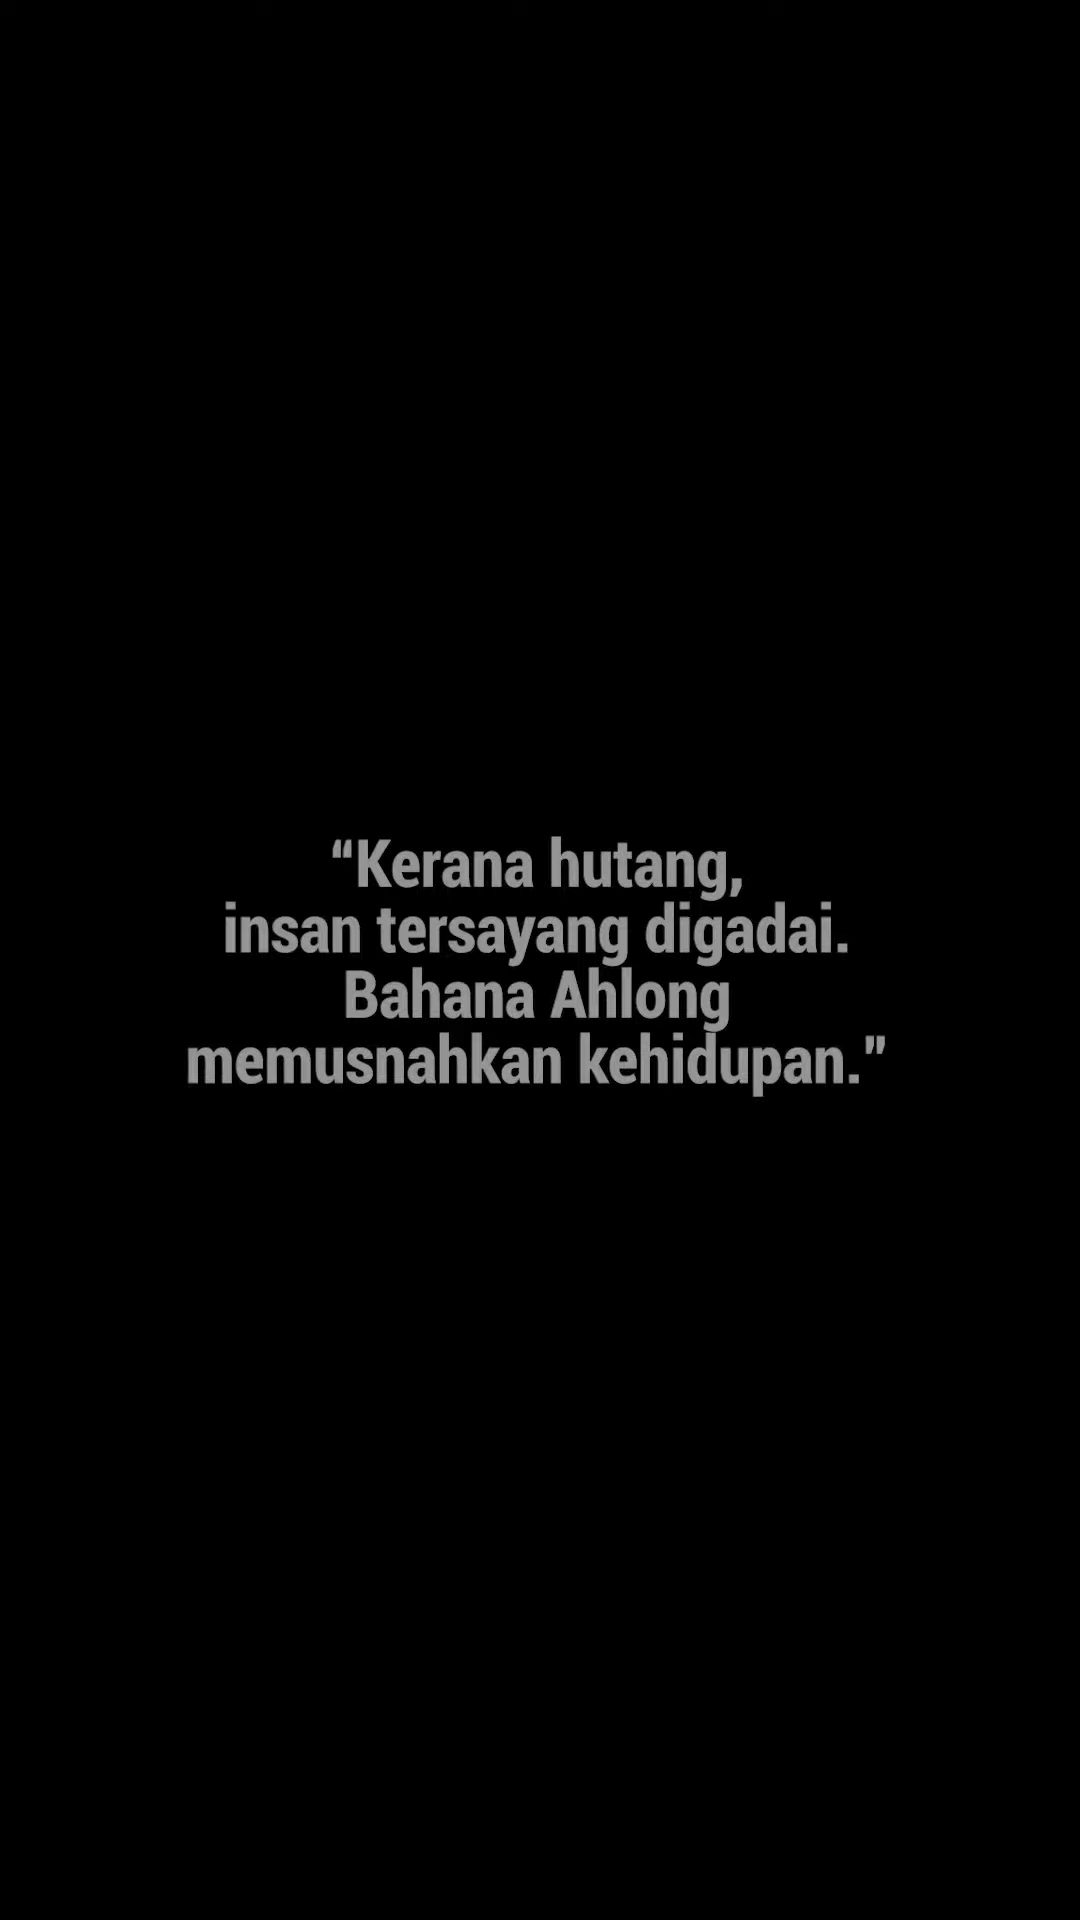 “Kerana hutang,
insan tersayang digadai.
Bahana Ahlong
memusnahkan kehidupan.”